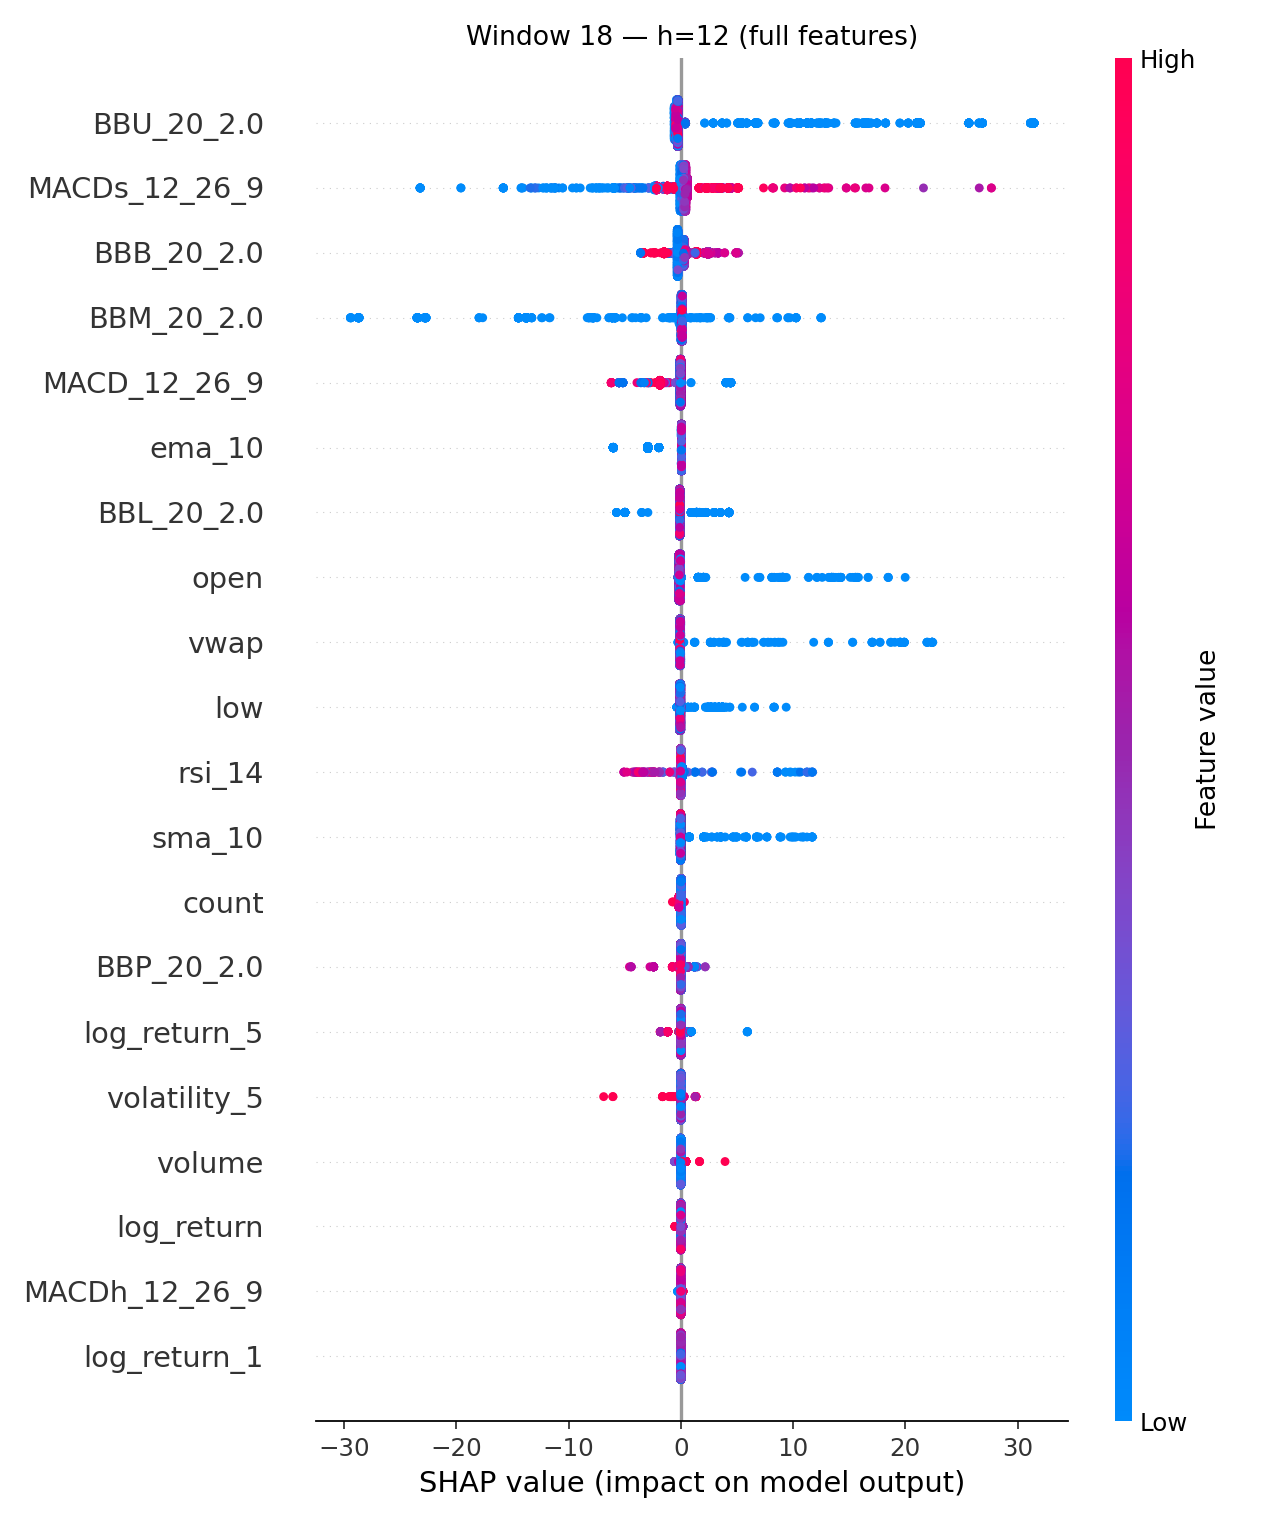 Window 18 — h=12 (full features)
High
BBU_20_2.0
MACDs_12_26_9
BBB_20_2.0
BBM_20_2.0
MACD_12_26_9
ema_10
BBL_20_2.0
open
vwap
low
rsi_14
sma_10
count
BBP_20_2.0
log_return_5
volatility_5
volume
log_return
MACDh_12_26_9
log_return_1
Feature value
Low
−30 −20 −10 0 10 20 30
SHAP value (impact on model output)